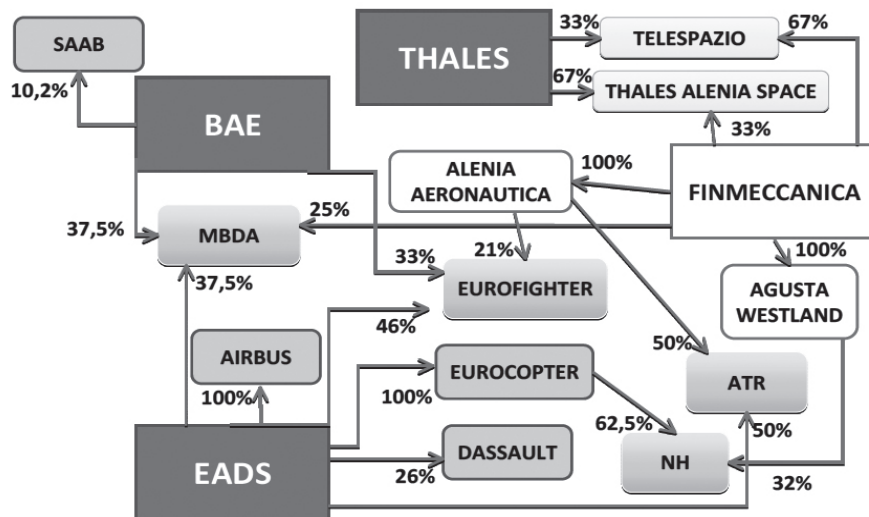 SAAB
33%
TELESPAZIO
67%
THALES
10,2%
67%
THALES ALENIA SPACE
BAE
33%
ALENIA
AERONAUTICA
100%
FINMECCANICA
37,5%
MBDA
25%
21%
100%
37,5%
33%
EUROFIGHTER
AGUSTA
WESTLAND
46%
AIRBUS
50%
100%
EUROCOPTER
100%
ATR
62,5%
50%
EADS
DASSAULT
26%
NH
32%